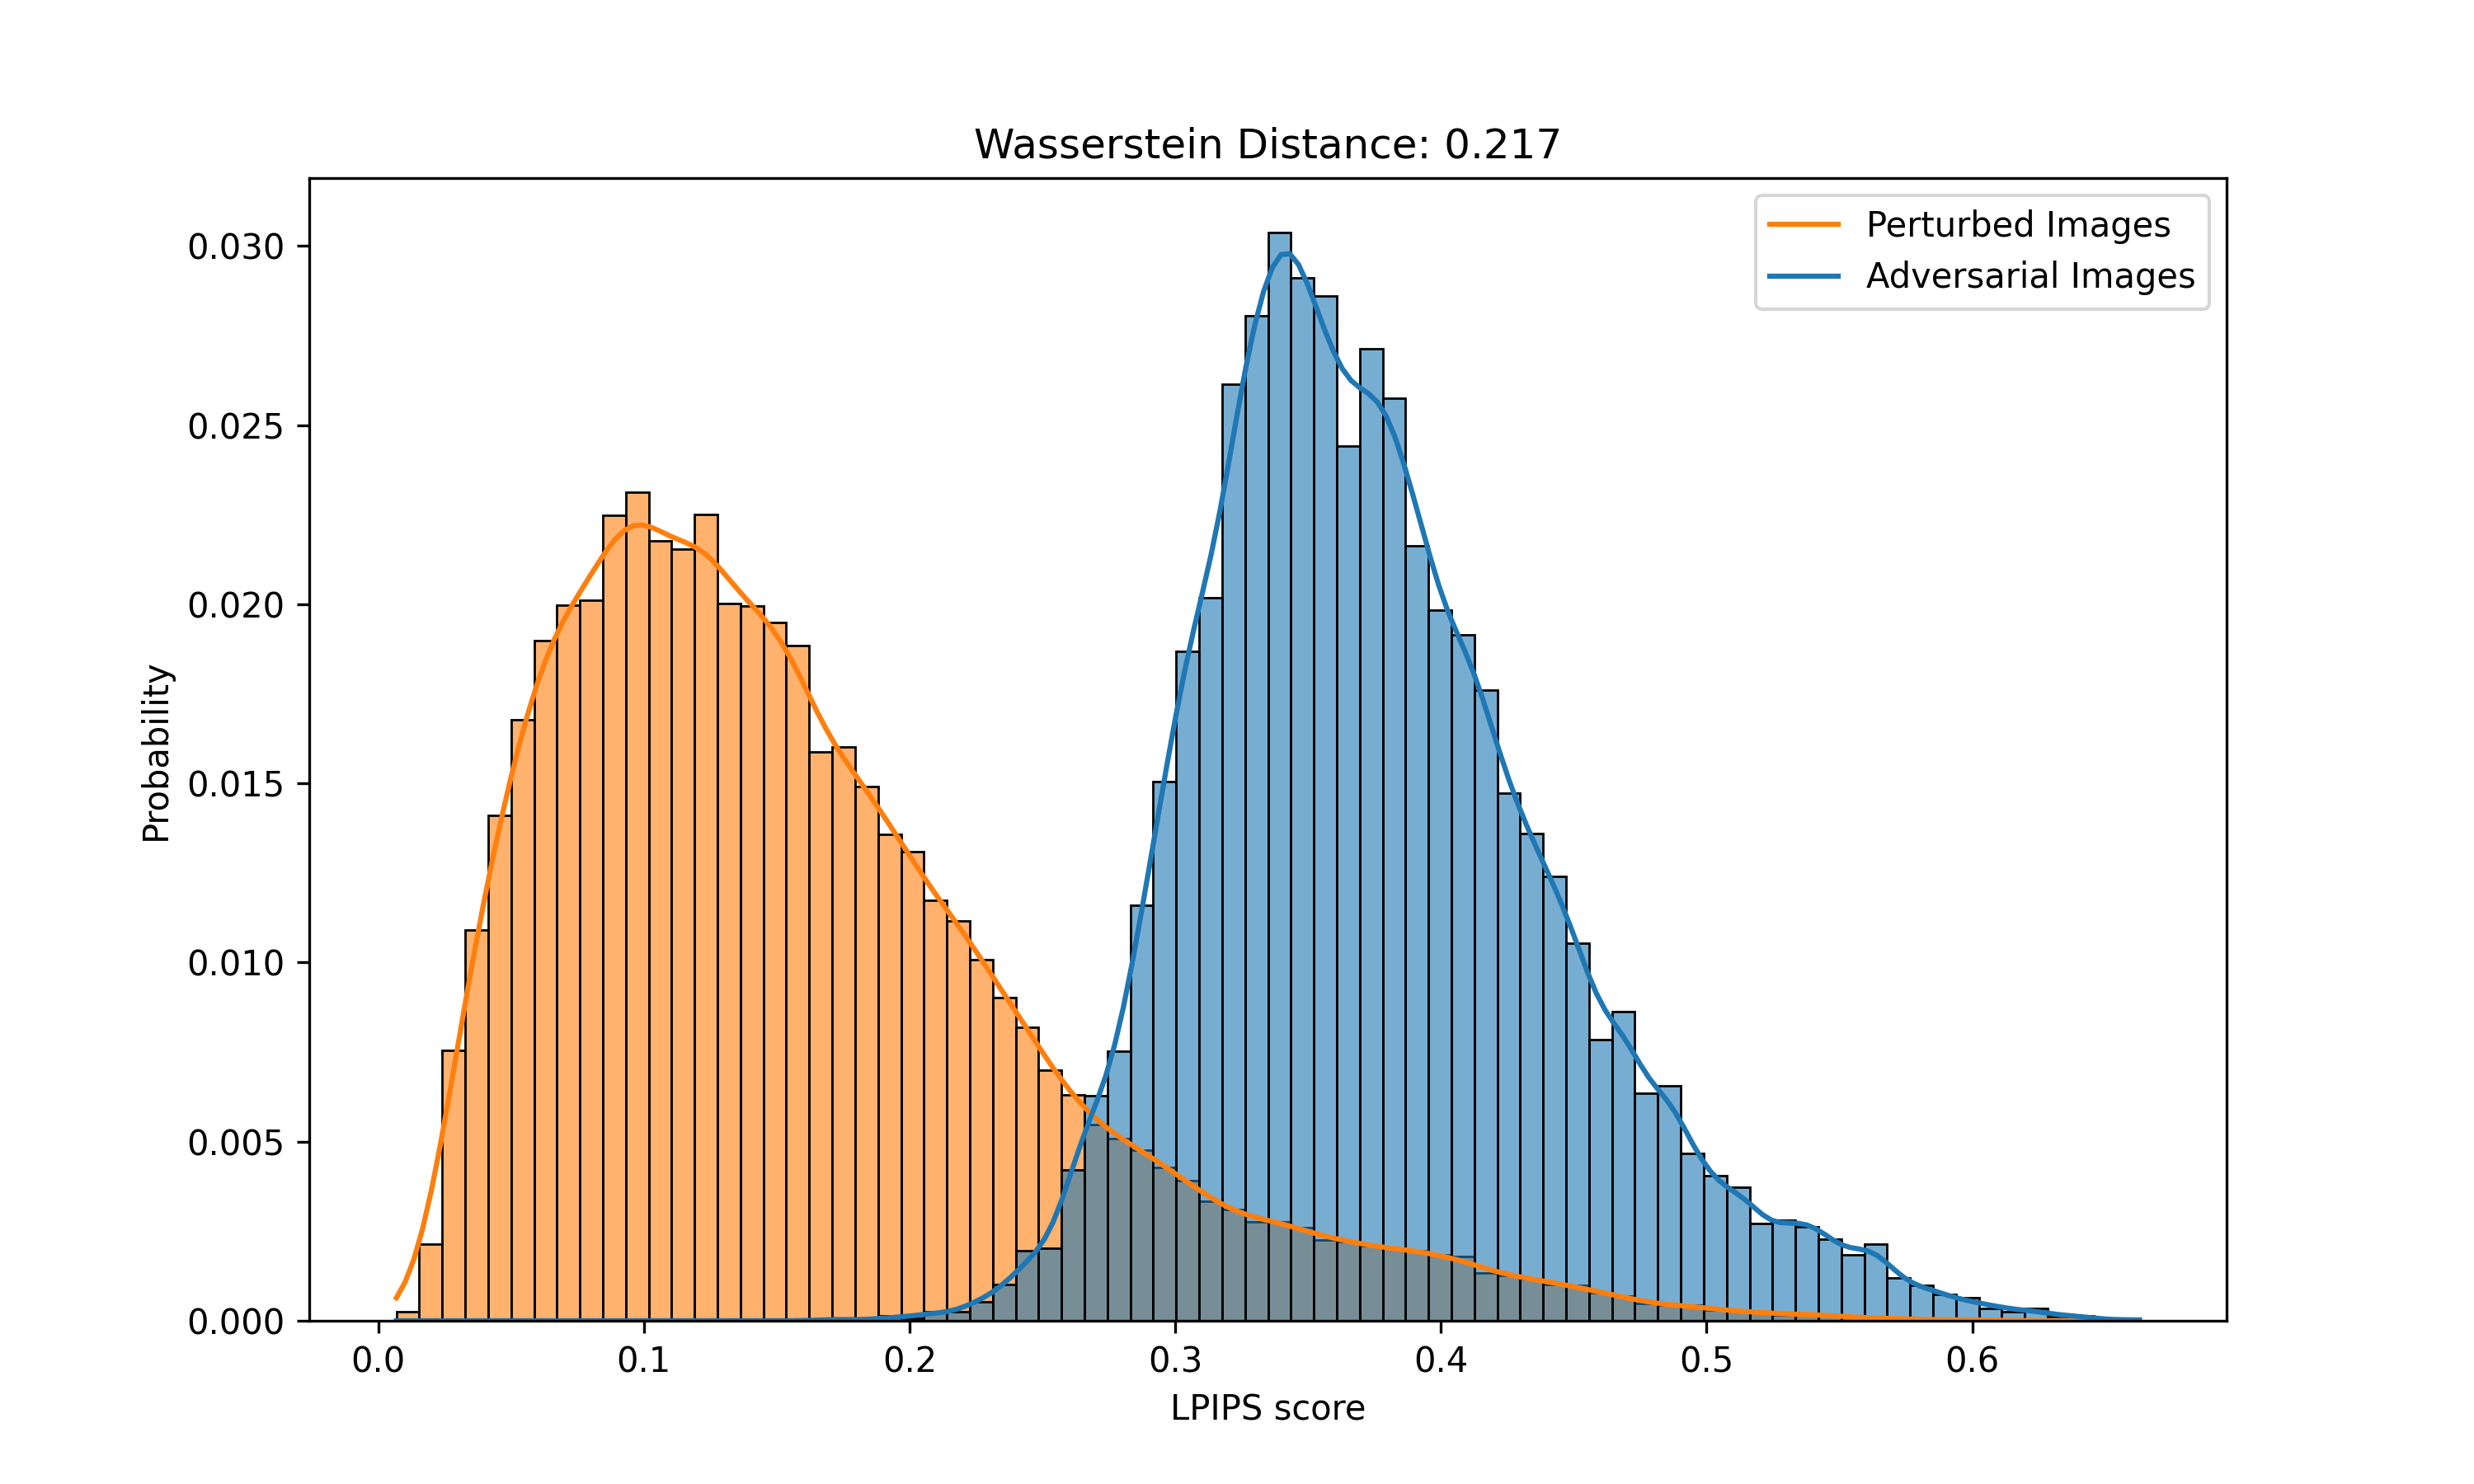 Wasserstein Distance: 0.217
Perturbed Images
Adversarial Images
Probability
0.030
0.025
0.020
0.015
0.010
0.005
0.000
0.0 0.1 0.2 0.3 0.4 0.5 0.6
LPIPS score